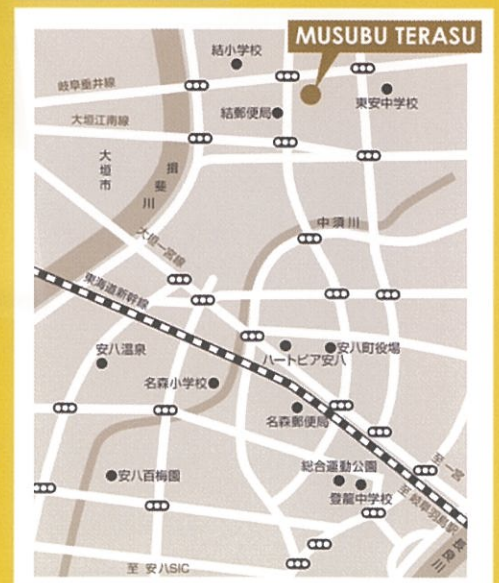 MUSUBU TERASU
結小学校
岐阜垂井線
東安中学校
結郵便局
大垣江南線
大垣市
揖斐川
中須川
大垣一宮線
東海道新幹線
安八温泉
ハートピア安八
安八町役場
名森小学校
名森郵便局
至 一宮
総合運動公園
安八百梅園
登龍中学校
至 岐阜羽島駅
長良川
至 安八SIC